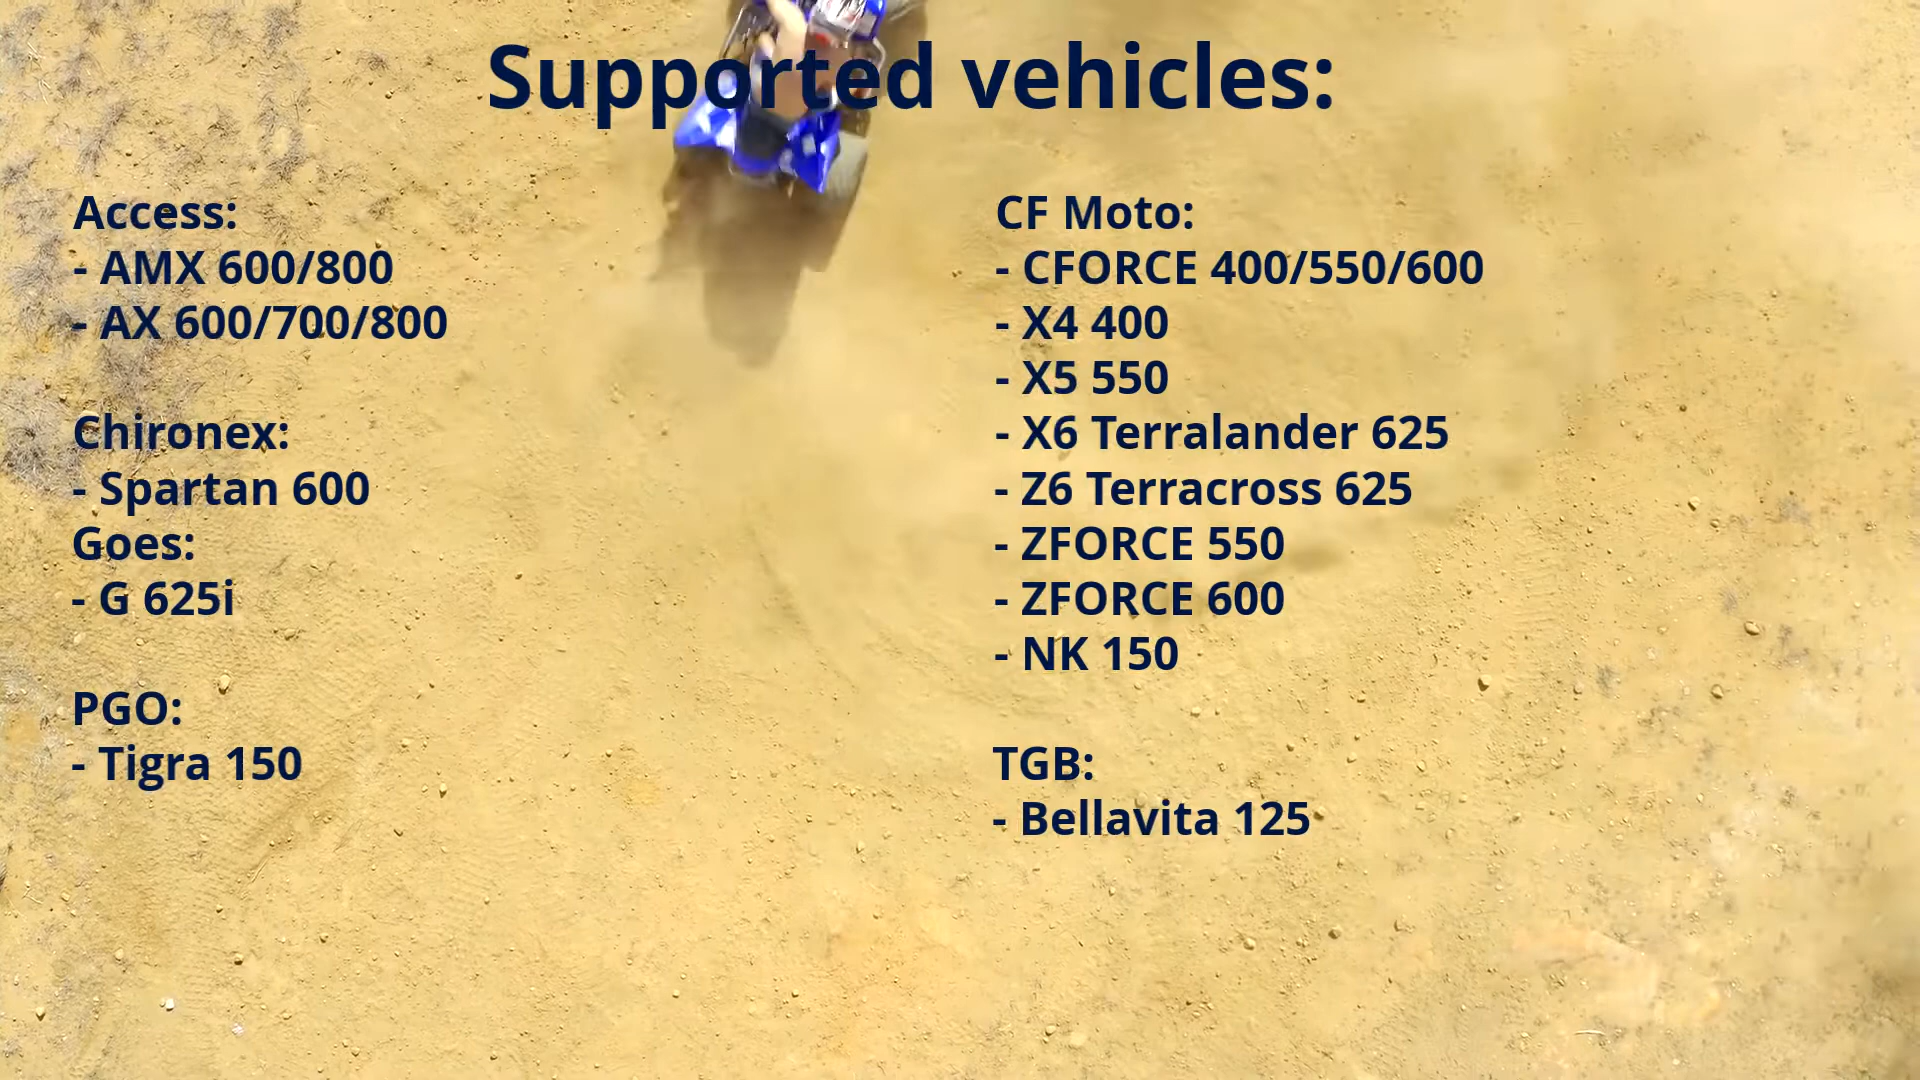 Supported vehicles:
Access:
- AMX 600/800
- AX 600/700/800
Chironex:
- Spartan 600
Goes:
- G 625i
PGO:
- Tigra 150
CF Moto:
- CFORCE 400/550/600
- X4 400
- X5 550
- X6 Terralander 625
- Z6 Terracross 625
- ZFORCE 550
- ZFORCE 600
- NK 150
TGB:
- Bellavita 125